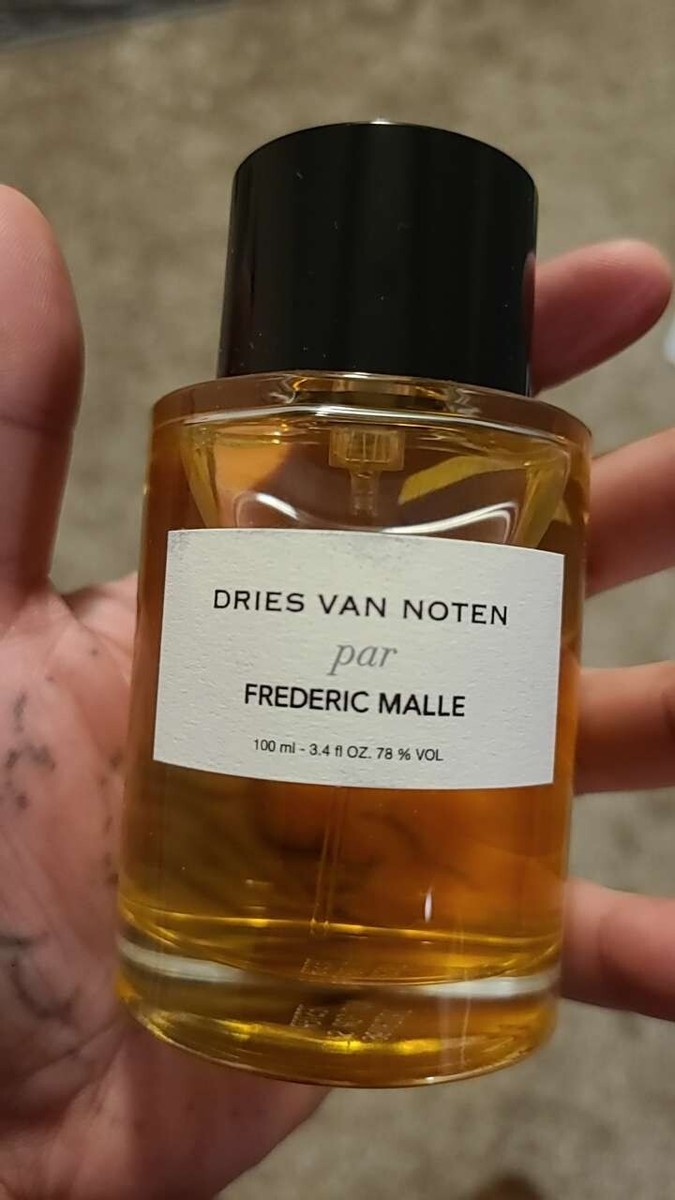 DRIES VAN NOTEN
par
FREDERIC MALLE
100 ml - 3.4 fl OZ. 78 % VOL